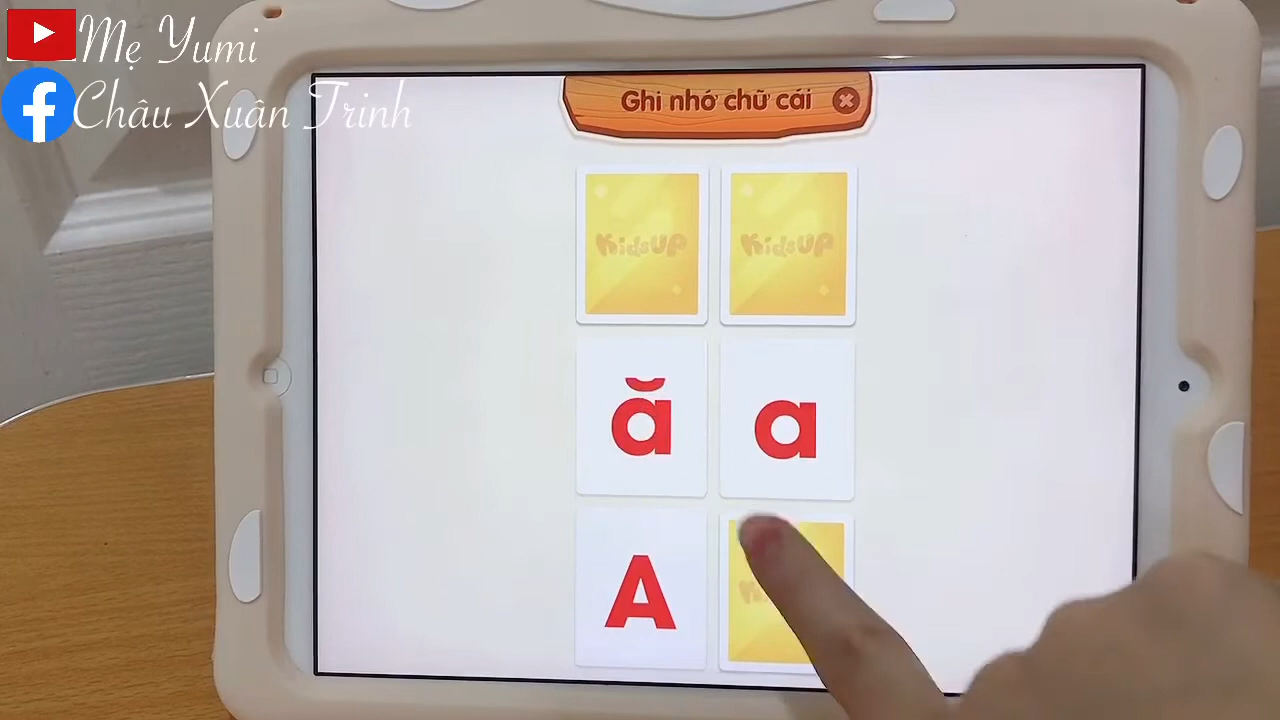 Mẹ Yumi
Châu Xuân Trinh
Ghi nhớ chữ cái
KidsUP KidsUP
ă a
A